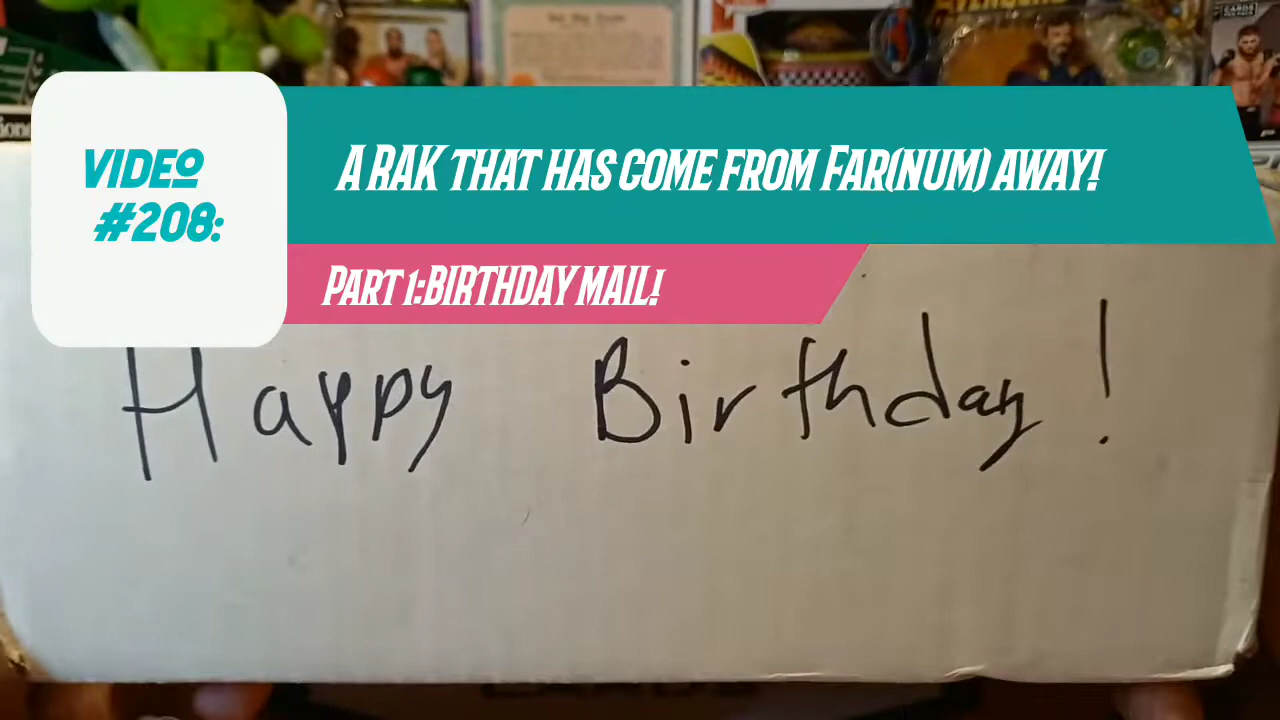 VIDEO
#208:
A RAK THAT HAS COME FROM FAR(NUM) AWAY!
PART 1:BIRTHDAY MAIL!
Happy Birthday!